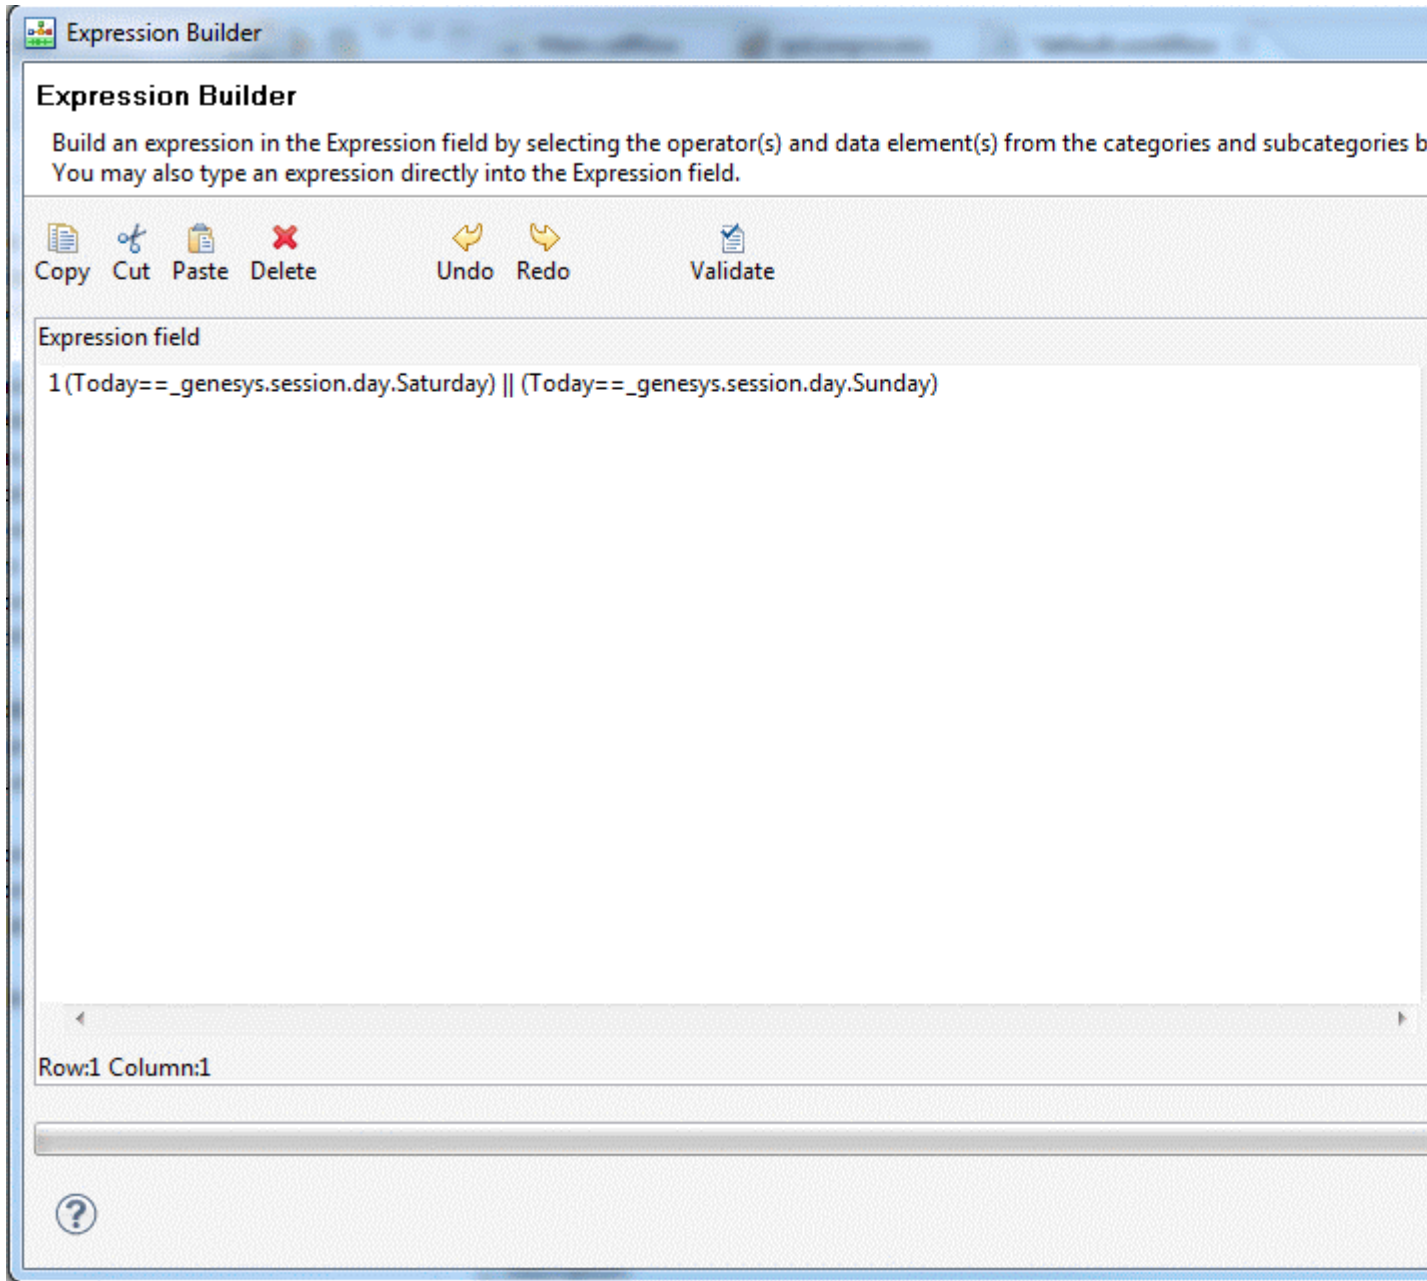 Expression Builder
Expression Builder
Build an expression in the Expression field by selecting the operator(s) and data element(s) from the categories and subcategories
You may also type an expression directly into the Expression field.
Copy Cut Paste Delete Undo Redo Validate
Expression field
1 (Today==_genesys.session.day.Saturday) || (Today==_genesys.session.day.Sunday)
Row:1 Column:1